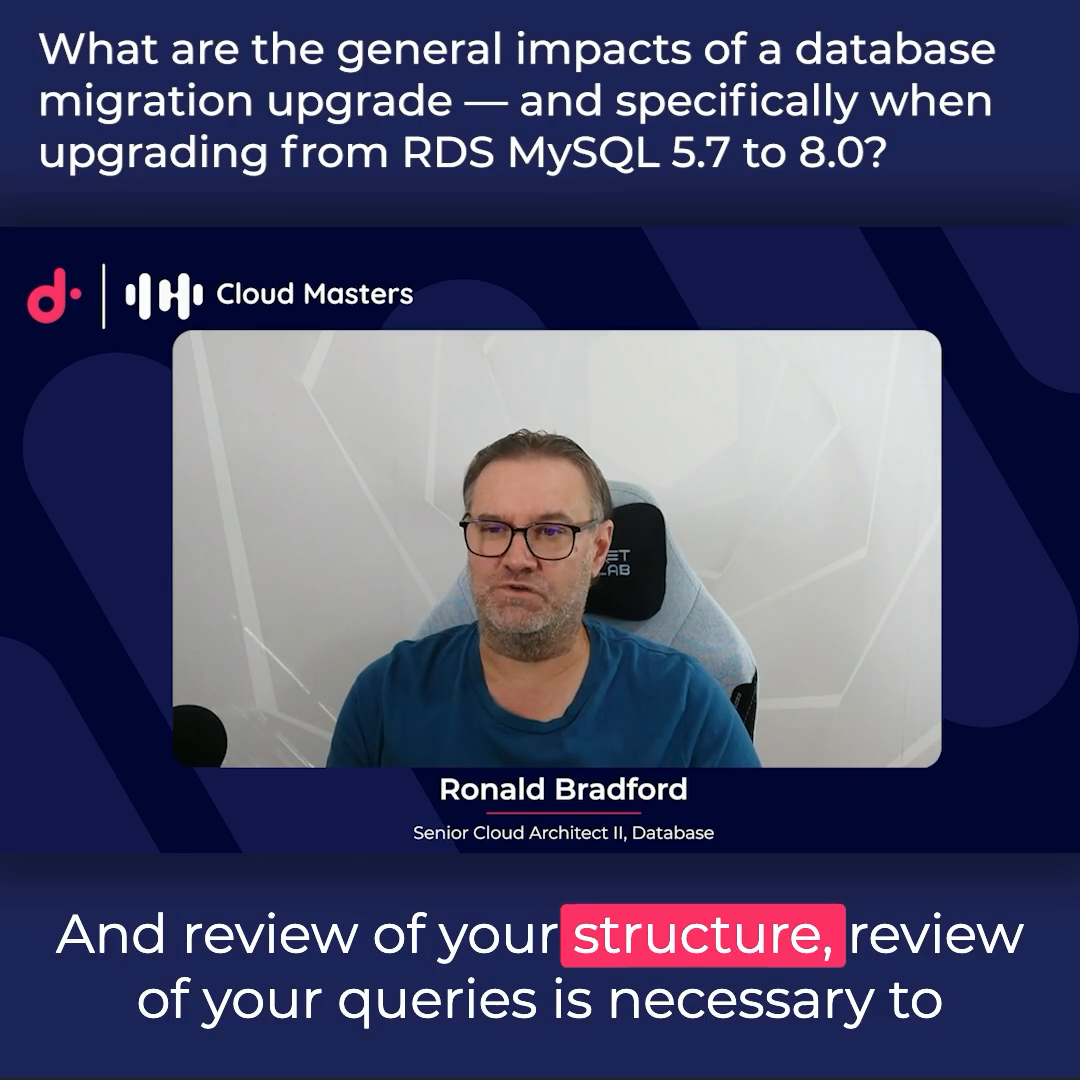 What are the general impacts of a database
migration upgrade — and specifically when
upgrading from RDS MySQL 5.7 to 8.0?
Cloud Masters
ET
LAB
Ronald Bradford
Senior Cloud Architect II, Database
And review of your structure, review
of your queries is necessary to